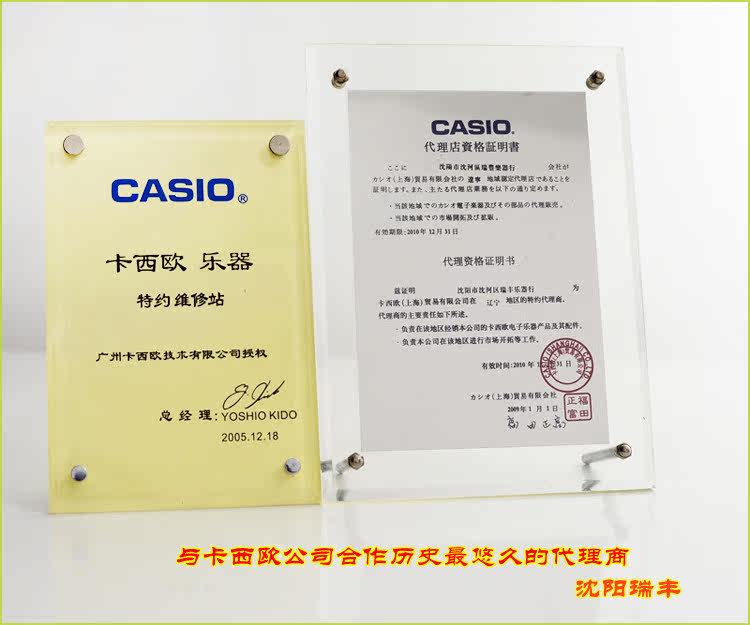 CASIO®
卡西欧 乐器
特约维修站
广州卡西欧技术有限公司授权
总 经 理：YOSHIO KIDO
2005.12.18
CASIO.
代理店資格証明書
ここに 沈陽市沈河區瑞豐樂器行 会社が
カシオ(上海)貿易有限会社の 遼寧 地域認定代理店であることを
証明します。また、主たる代理店業務を以下の通り定めます。
・当該地域でのカシオ電子楽器及びその部品の代理販売。
・当該地域での市場開拓及び拡販。
有効期限:2010年12月31日
代理资格证明书
兹证明 沈阳市沈河区瑞丰乐器行 为
卡西欧(上海)贸易有限公司在 辽宁 地区的特约代理商。
代理商的主要责任如下所述。
·负责在该地区经销本公司的卡西欧电子乐器产品及其配件。
·负责本公司在该地区进行市场开拓等工作。
有效时间:2010年12月31日
カシオ(上海)貿易有限会社
2009年1月1日
CASIO(SHANGHAI)CO.,LTD
正福
富田
与卡西欧公司合作历史最悠久的代理商
沈阳瑞丰